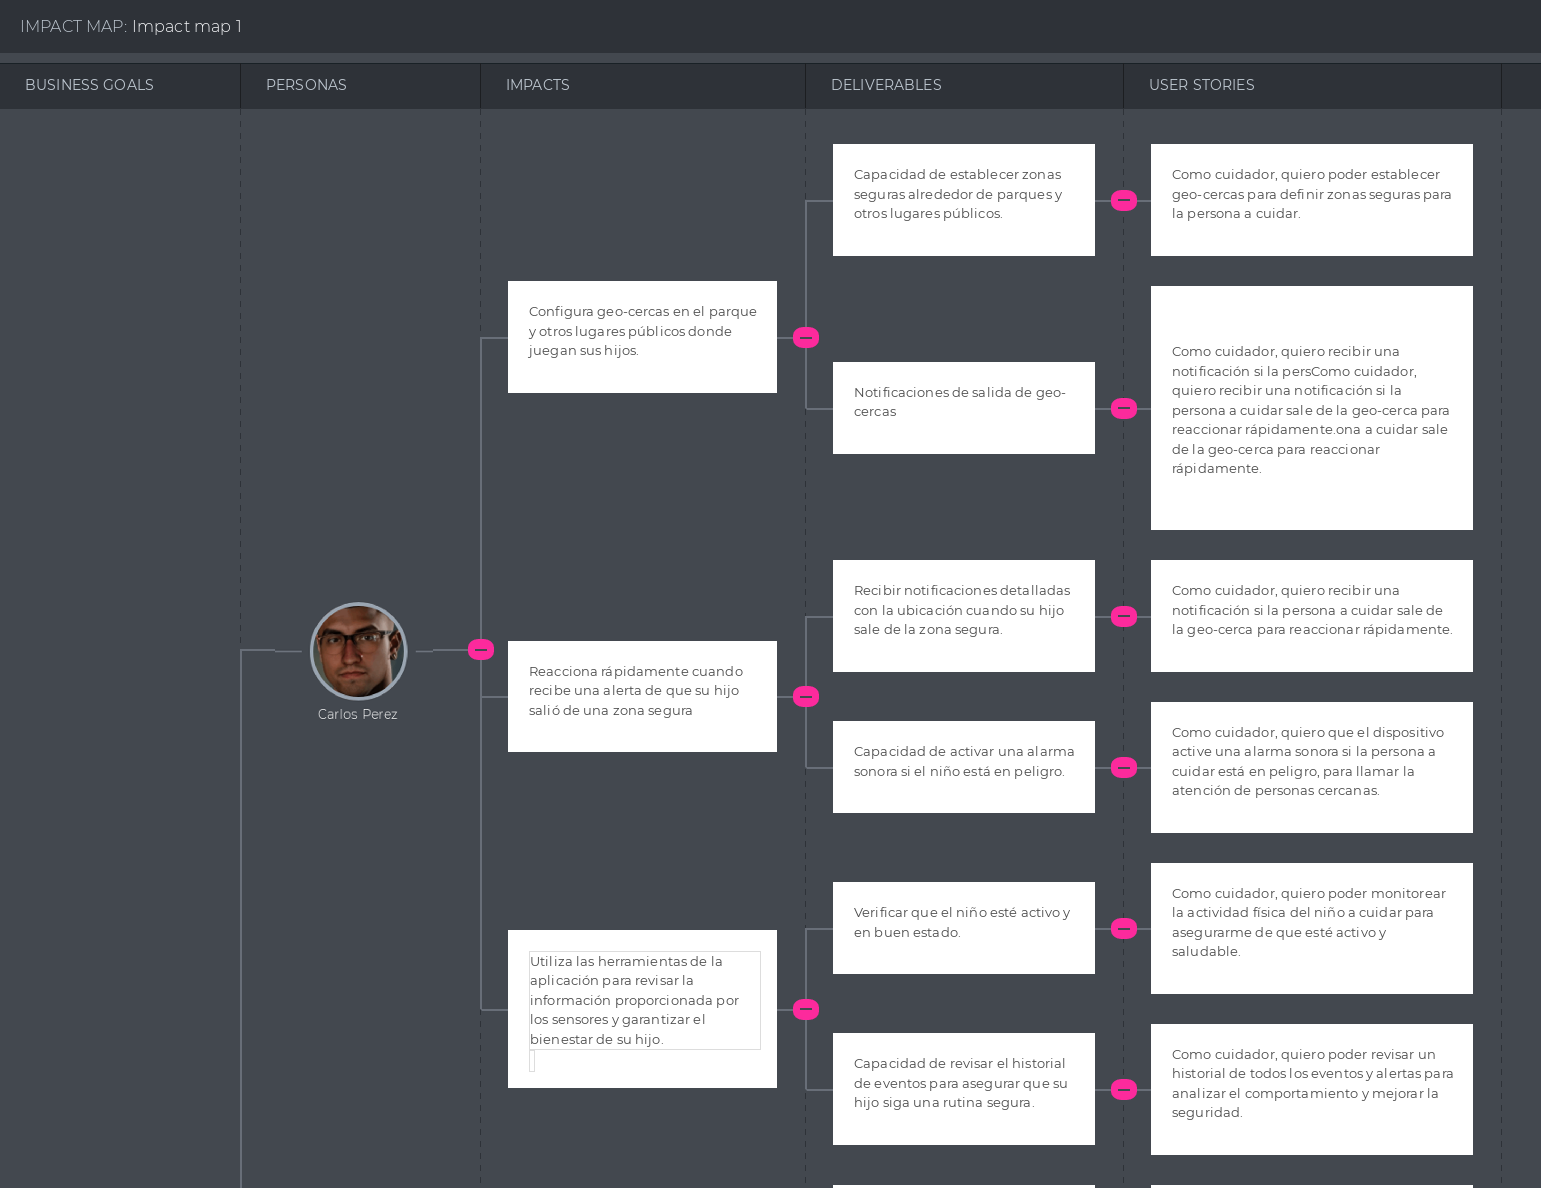 IMPACT MAP: Impact map 1
BUSINESS GOALS
PERSONAS
IMPACTS
DELIVERABLES
USER STORIES
Carlos Perez
Configura geo-cercas en el parque
y otros lugares públicos donde
juegan sus hijos.
Capacidad de establecer zonas
seguras alrededor de parques y
otros lugares públicos.
Como cuidador, quiero poder establecer
geo-cercas para definir zonas seguras para
la persona a cuidar.
Notificaciones de salida de geo-
cercas
Como cuidador, quiero recibir una
notificación si la persComo cuidador,
quiero recibir una notificación si la
persona a cuidar sale de la geo-cerca para
reaccionar rápidamente.ona a cuidar sale
de la geo-cerca para reaccionar
rápidamente.
Reacciona rápidamente cuando
recibe una alerta de que su hijo
salió de una zona segura
Recibir notificaciones detalladas
con la ubicación cuando su hijo
sale de la zona segura.
Como cuidador, quiero recibir una
notificación si la persona a cuidar sale de
la geo-cerca para reaccionar rápidamente.
Capacidad de activar una alarma
sonora si el niño está en peligro.
Como cuidador, quiero que el dispositivo
active una alarma sonora si la persona a
cuidar está en peligro, para llamar la
atención de personas cercanas.
Utiliza las herramientas de la
aplicación para revisar la
información proporcionada por
los sensores y garantizar el
bienestar de su hijo.
Verificar que el niño esté activo y
en buen estado.
Como cuidador, quiero poder monitorear
la actividad física del niño a cuidar para
asegurarme de que esté activo y
saludable.
Capacidad de revisar el historial
de eventos para asegurar que su
hijo siga una rutina segura.
Como cuidador, quiero poder revisar un
historial de todos los eventos y alertas para
analizar el comportamiento y mejorar la
seguridad.